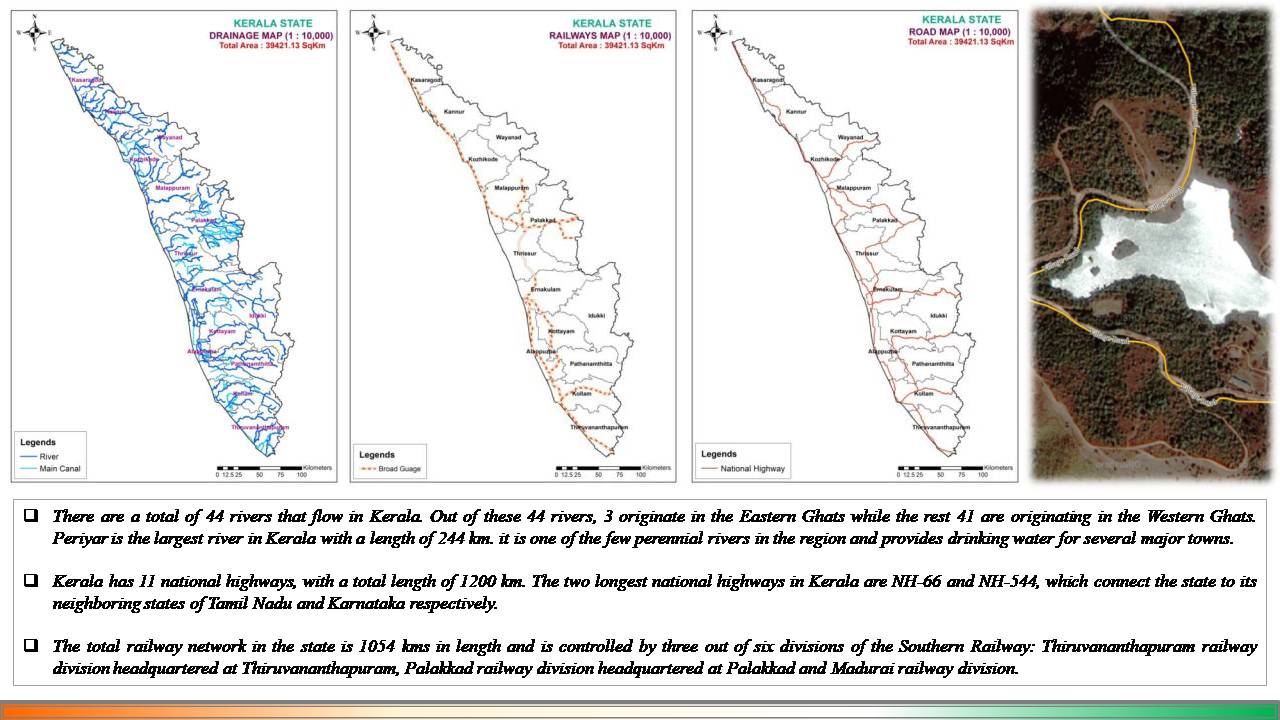 KERALA STATE
DRAINAGE MAP (1 : 10,000)
Total Area : 39421.13 SqKm
N
W
E
S
Kasaragod
Kannur
Wayanad
Kozhikode
Malappuram
Palakkad
Thrissur
Ernakulam
Idukki
Kottayam
Alappuzha
Pathanamthitta
Kollam
Thiruvananthapuram
Legends
River
Main Canal
Kilometers
0 12.5 25 50 75 100
KERALA STATE
RAILWAYS MAP (1 : 10,000)
Total Area : 39421.13 SqKm
N
W
E
S
Kasaragod
Kannur
Wayanad
Kozhikode
Malappuram
Palakkad
Thrissur
Ernakulam
Idukki
Kottayam
Alappuzha
Pathanamthitta
Kollam
Thiruvananthapuram
Legends
Broad Guage
Kilometers
0 12.5 25 50 75 100
KERALA STATE
ROAD MAP (1 : 10,000)
Total Area : 39421.13 SqKm
N
W
E
S
Kasaragod
Kannur
Wayanad
Kozhikode
Malappuram
Palakkad
Thrissur
Ernakulam
Idukki
Kottayam
Alappuzha
Pathanamthitta
Kollam
Thiruvananthapuram
Legends
National Highway
Kilometers
0 12.5 25 50 75 100
Village Road
Village Road
Village Road
Village Road
Village Road
There are a total of 44 rivers that flow in Kerala. Out of these 44 rivers, 3 originate in the Eastern Ghats while the rest 41 are originating in the Western Ghats.
Periyar is the largest river in Kerala with a length of 244 km. it is one of the few perennial rivers in the region and provides drinking water for several major towns.
Kerala has 11 national highways, with a total length of 1200 km. The two longest national highways in Kerala are NH-66 and NH-544, which connect the state to its
neighboring states of Tamil Nadu and Karnataka respectively.
The total railway network in the state is 1054 kms in length and is controlled by three out of six divisions of the Southern Railway: Thiruvananthapuram railway
division headquartered at Thiruvananthapuram, Palakkad railway division headquartered at Palakkad and Madurai railway division.